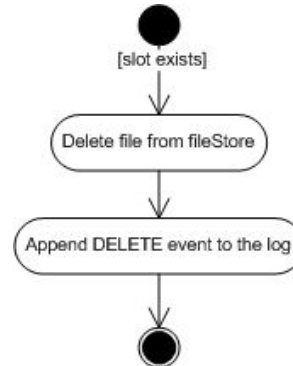 [slot exists]
Delete file from fileStore
Append DELETE event to the log